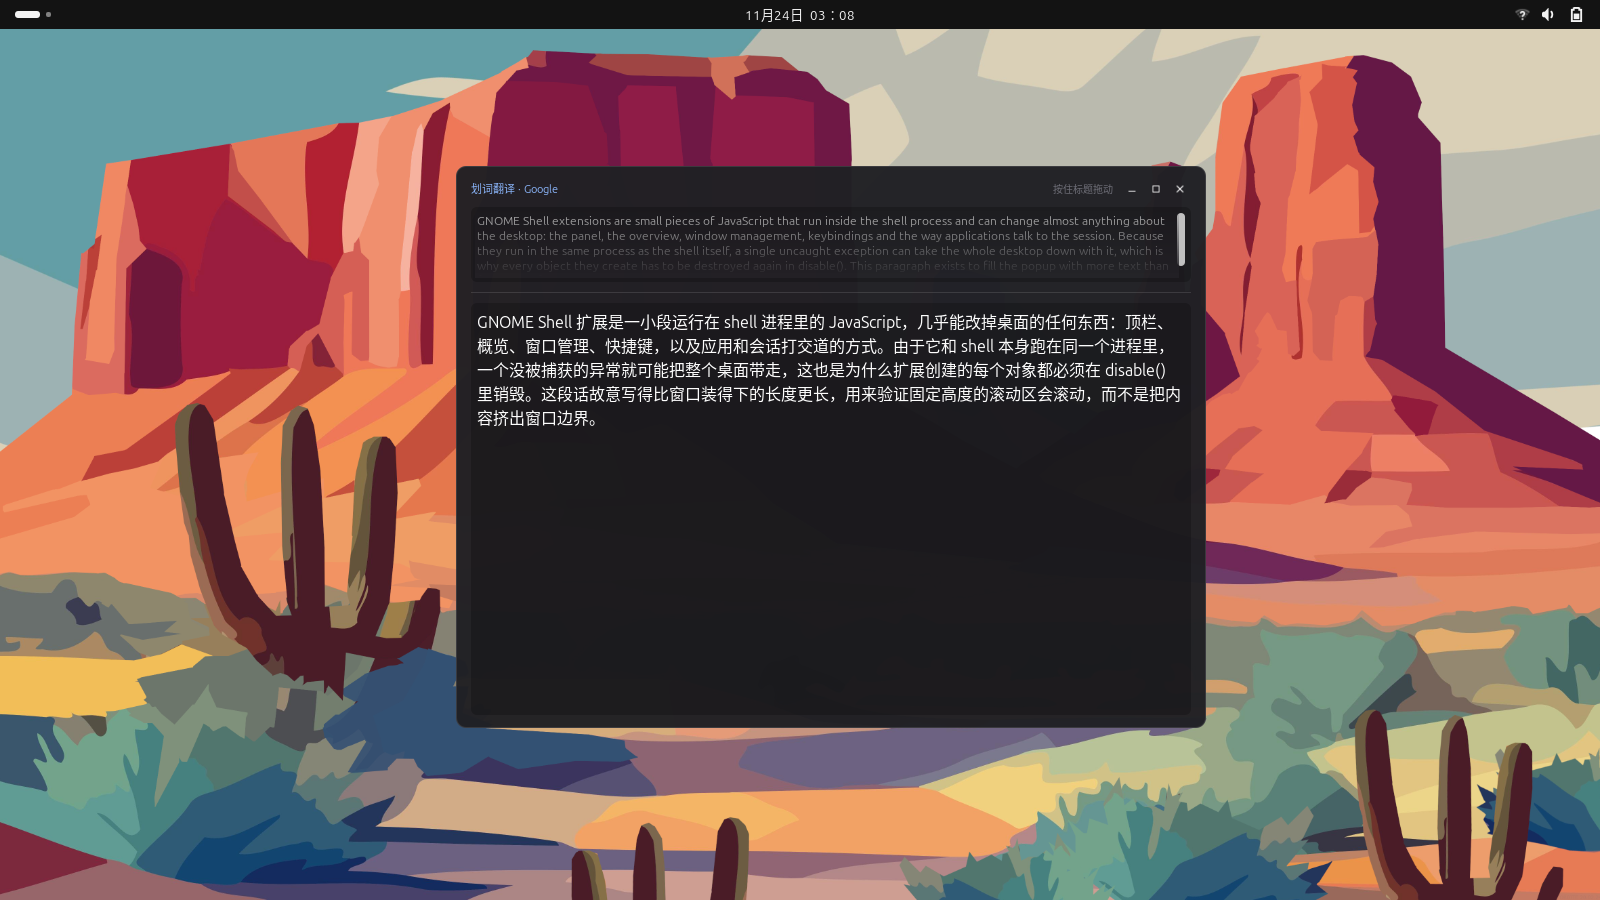 11月24日 03：08
划词翻译 · Google
按住标题拖动
GNOME Shell extensions are small pieces of JavaScript that run inside the shell process and can change almost anything about
the desktop: the panel, the overview, window management, keybindings and the way applications talk to the session. Because
they run in the same process as the shell itself, a single uncaught exception can take the whole desktop down with it, which is
why every object they create has to be destroyed again in disable(). This paragraph exists to fill the popup with more text than
GNOME Shell 扩展是一小段运行在 shell 进程里的 JavaScript，几乎能改掉桌面的任何东西：顶栏、
概览、窗口管理、快捷键，以及应用和会话打交道的方式。由于它和 shell 本身跑在同一个进程里，
一个没被捕获的异常就可能把整个桌面带走，这也是为什么扩展创建的每个对象都必须在 disable()
里销毁。这段话故意写得比窗口装得下的长度更长，用来验证固定高度的滚动区会滚动，而不是把内
容挤出窗口边界。